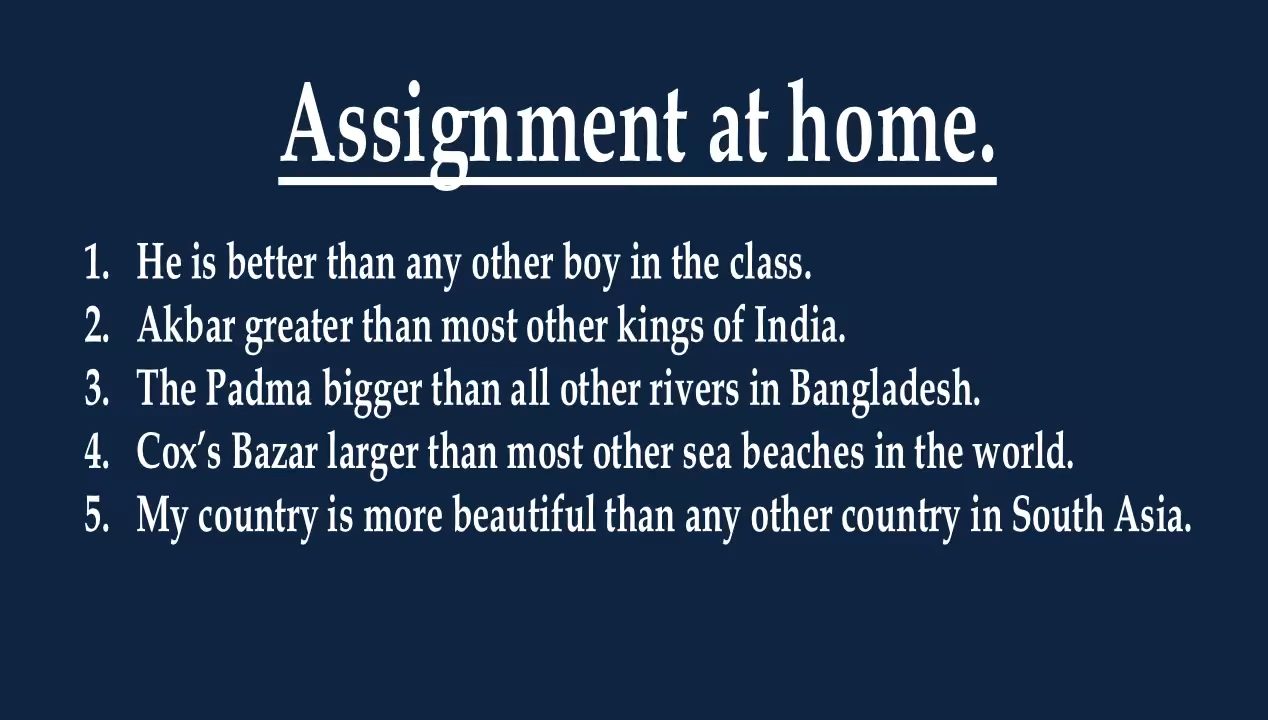 Assignment at home.
1. He is better than any other boy in the class.
2. Akbar greater than most other kings of India.
3. The Padma bigger than all other rivers in Bangladesh.
4. Cox’s Bazar larger than most other sea beaches in the world.
5. My country is more beautiful than any other country in South Asia.